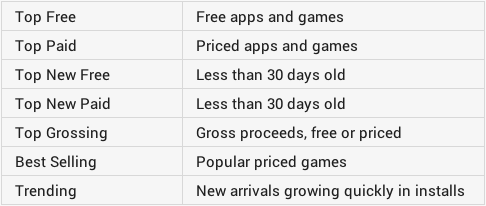 Top Free Free apps and games
Top Paid Priced apps and games
Top New Free Less than 30 days old
Top New Paid Less than 30 days old
Top Grossing Gross proceeds, free or priced
Best Selling Popular priced games
Trending New arrivals growing quickly in installs